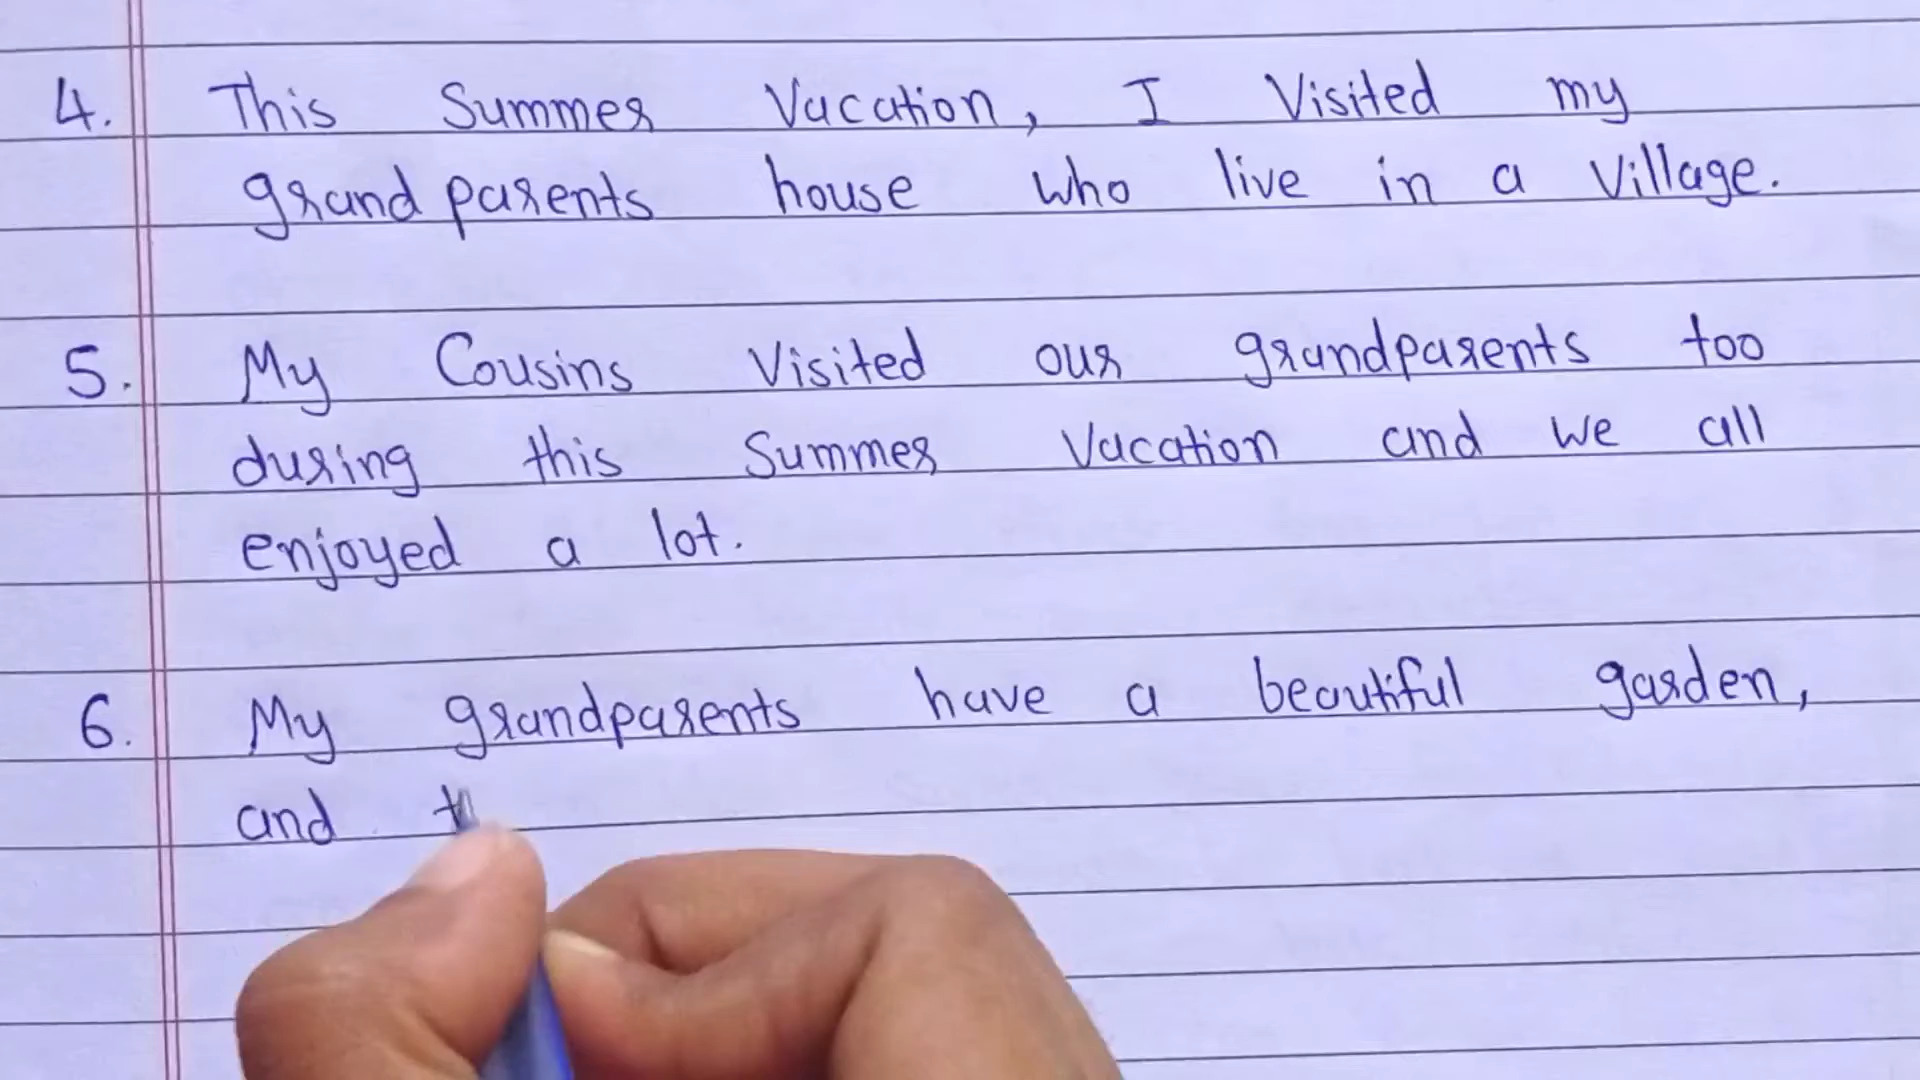 4. This Summer Vacation, I Visited my
grand parents house who live in a Village.
5. My Cousins Visited our grandparents too
during this Summer Vacation and we all
enjoyed a lot.
6. My grandparents have a beautiful garden,
and